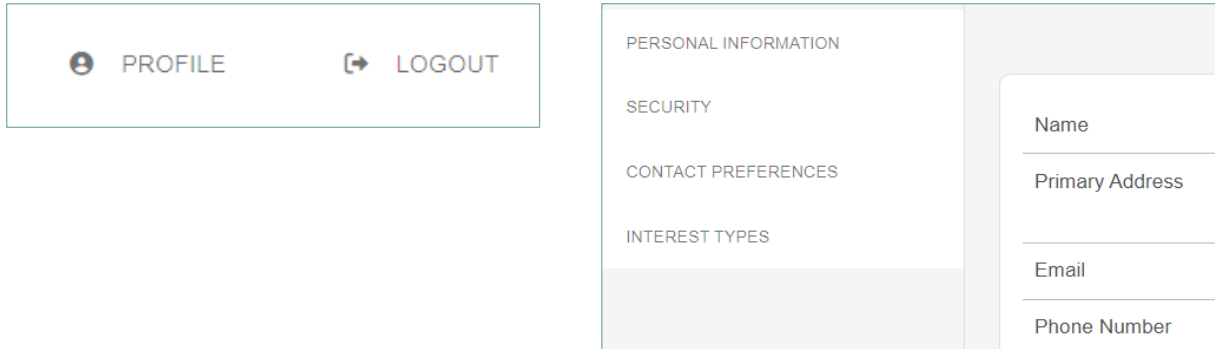 PROFILE LOGOUT
PERSONAL INFORMATION
SECURITY
CONTACT PREFERENCES
INTEREST TYPES
Name
Primary Address
Email
Phone Number